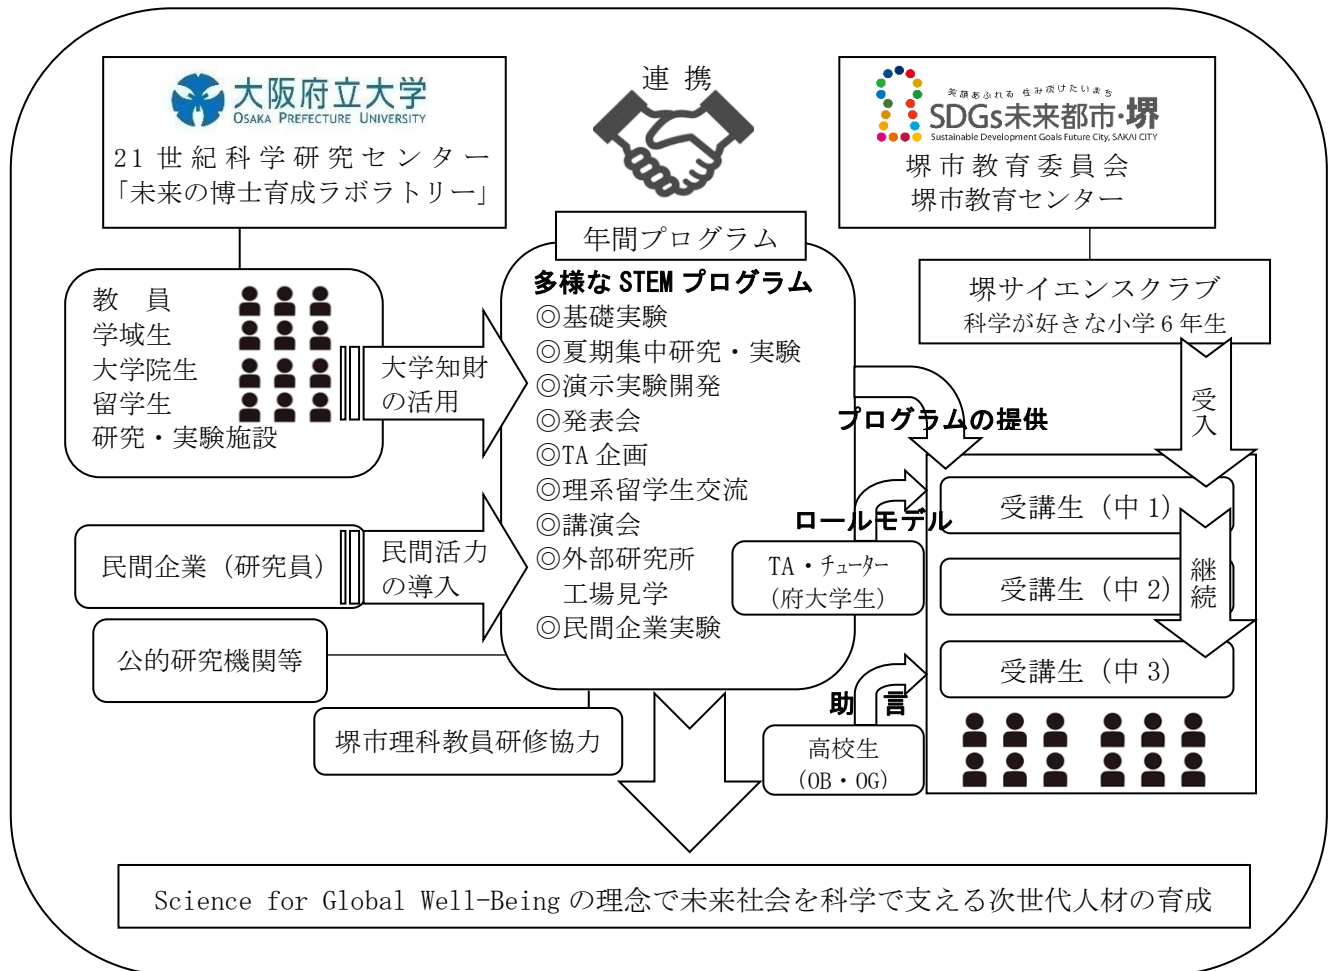 大阪府立大学
OSAKA PREFECTURE UNIVERSITY
21 世紀科学研究センター
「未来の博士育成ラボラトリー」
連 携
笑顔あふれる 住み続けたいまち
SDGs未来都市・堺
Sustainable Development Goals Future City, SAKAI CITY
堺市教育委員会
堺市教育センター
年間プログラム
多様な STEM プログラム
◎基礎実験
◎夏期集中研究・実験
◎演示実験開発
◎発表会
◎TA 企画
◎理系留学生交流
◎講演会
◎外部研究所
工場見学
◎民間企業実験
教 員
学域生
大学院生
留学生
研究・実験施設
大学知財
の活用
民間企業（研究員）
民間活力
の導入
公的研究機関等
堺市理科教員研修協力
堺サイエンスクラブ
科学が好きな小学 6 年生
受入
プログラムの提供
ロールモデル
TA・チューター
(府大学生)
助 言
高校生
(OB・OG)
受講生（中 1）
受講生（中 2）
受講生（中 3）
継続
Science for Global Well-Being の理念で未来社会を科学で支える次世代人材の育成